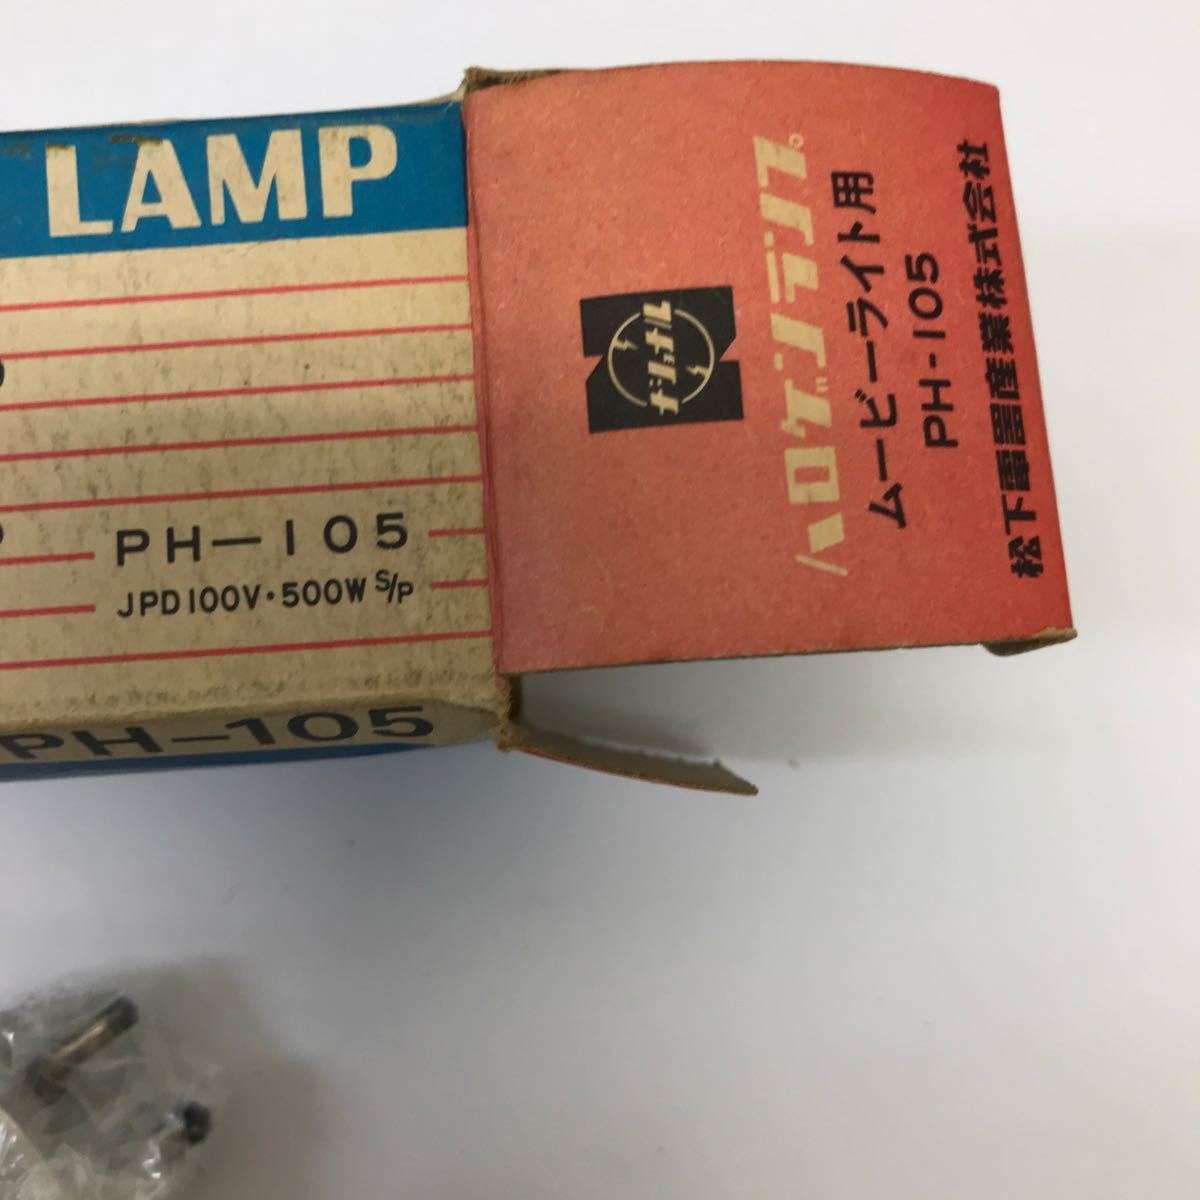 LAMP
PH-105
JPD100V・500W S/P
PH-105
ナショナル
ハロゲンランプ
ムービーライト用
PH-105
松下電器産業株式会社